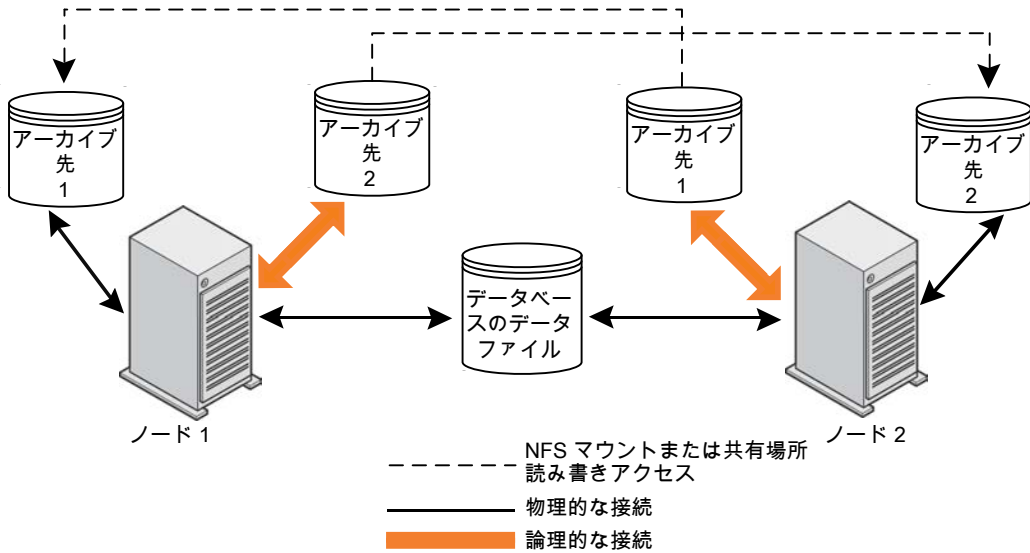 アーカイブ
先
1
アーカイブ
先
2
アーカイブ
先
1
アーカイブ
先
2
データベー
スのデータ
ファイル
ノード 1
ノード 2
NFS マウントまたは共有場所
読み書きアクセス
物理的な接続
論理的な接続